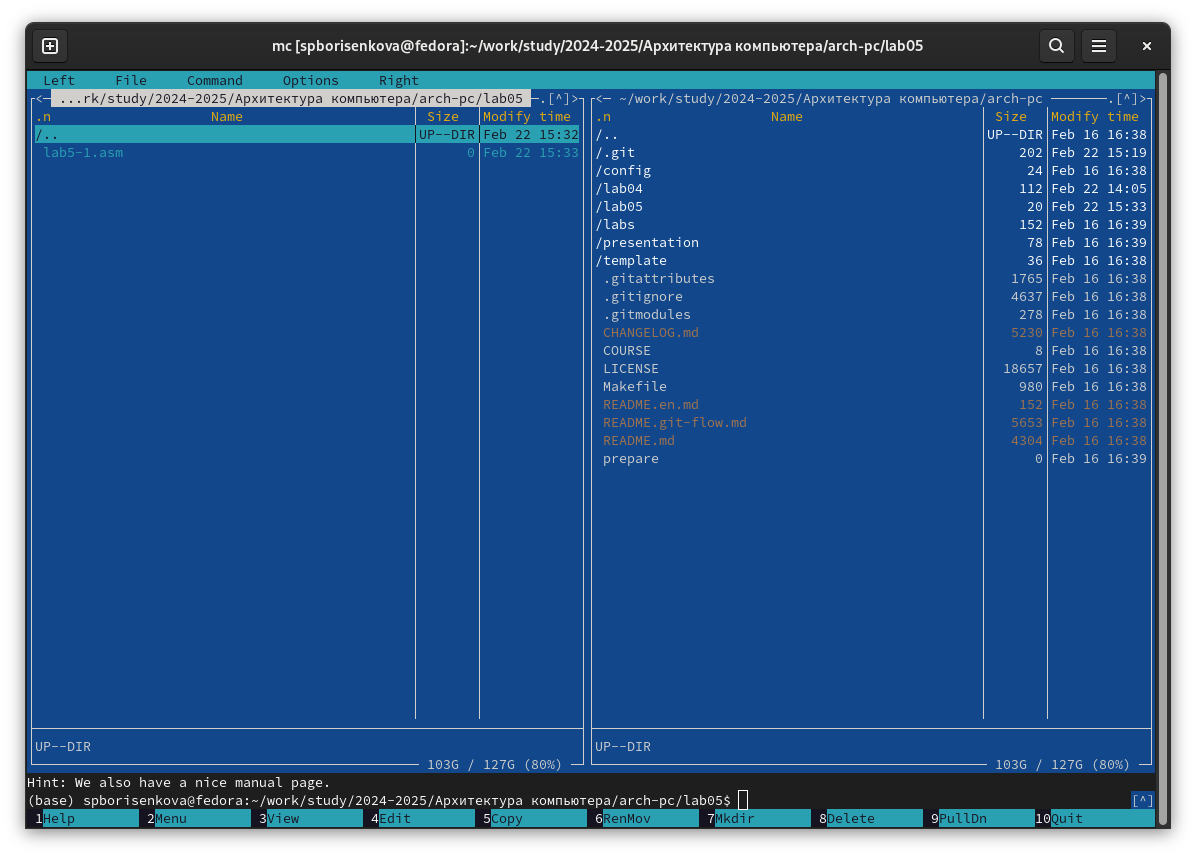 mc [spborisenkova@fedora]:~/work/study/2024-2025/Архитектура компьютера/arch-pc/lab05
Left File Command Options Right
<─ ...rk/study/2024-2025/Архитектура компьютера/arch-pc/lab05 ─.[^]>
.n Name Size Modify time
/.. UP--DIR Feb 22 15:32
lab5-1.asm 0 Feb 22 15:33
UP--DIR
103G / 127G (80%)
<─ ~/work/study/2024-2025/Архитектура компьютера/arch-pc ─.[^]>
.n Name Size Modify time
/.. UP--DIR Feb 16 16:38
/.git 202 Feb 22 15:19
/config 24 Feb 16 16:38
/lab04 112 Feb 22 14:05
/lab05 20 Feb 22 15:33
/labs 152 Feb 16 16:39
/presentation 78 Feb 16 16:39
/template 36 Feb 16 16:38
.gitattributes 1765 Feb 16 16:38
.gitignore 4637 Feb 16 16:38
.gitmodules 278 Feb 16 16:38
CHANGELOG.md 5230 Feb 16 16:38
COURSE 8 Feb 16 16:38
LICENSE 18657 Feb 16 16:38
Makefile 980 Feb 16 16:38
README.en.md 152 Feb 16 16:38
README.git-flow.md 5653 Feb 16 16:38
README.md 4304 Feb 16 16:38
prepare 0 Feb 16 16:39
UP--DIR
103G / 127G (80%)
Hint: We also have a nice manual page.
(base) spborisenkova@fedora:~/work/study/2024-2025/Архитектура компьютера/arch-pc/lab05$ [^]
1Help 2Menu 3View 4Edit 5Copy 6RenMov 7Mkdir 8Delete 9PullDn 10Quit